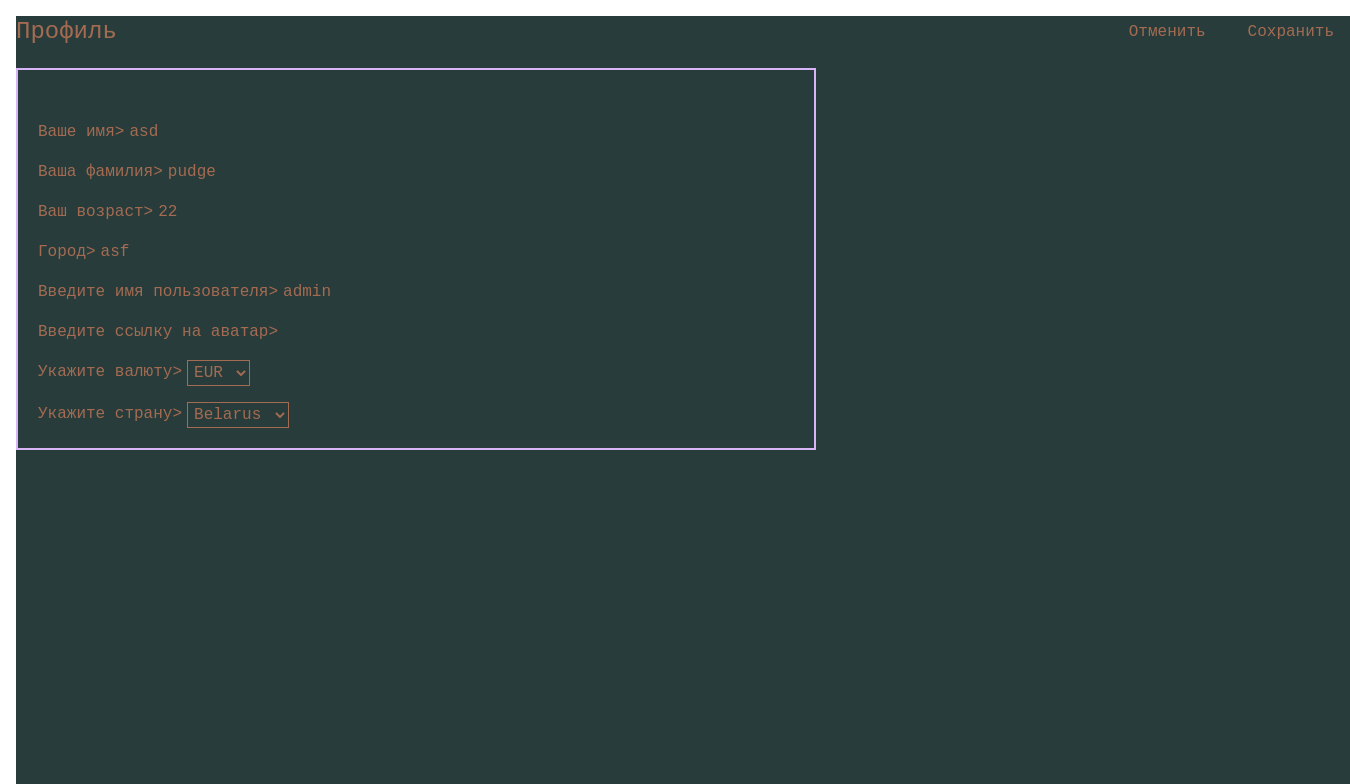 Профиль
Отменить
Сохранить
Ваше имя> asd
Ваша фамилия> pudge
Ваш возраст> 22
Город> asf
Введите имя пользователя> admin
Введите ссылку на аватар>
Укажите валюту> EUR
Укажите страну> Belarus